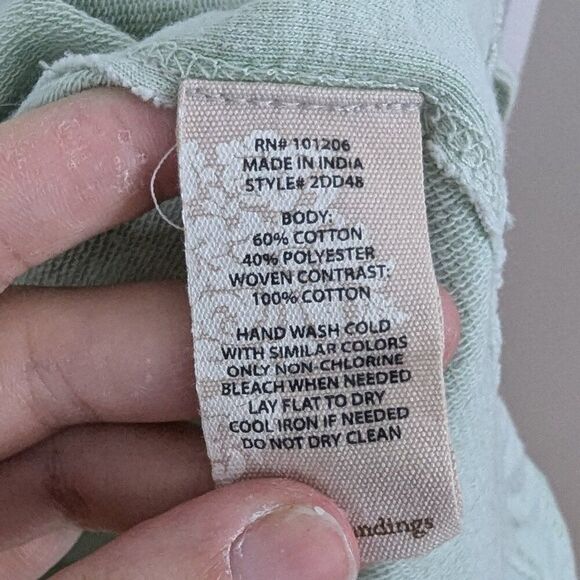 RN# 101206
MADE IN INDIA
STYLE# 2DD48
BODY:
60% COTTON
40% POLYESTER
WOVEN CONTRAST:
100% COTTON
HAND WASH COLD
WITH SIMILAR COLORS
ONLY NON-CHLORINE
BLEACH WHEN NEEDED
LAY FLAT TO DRY
COOL IRON IF NEEDED
DO NOT DRY CLEAN